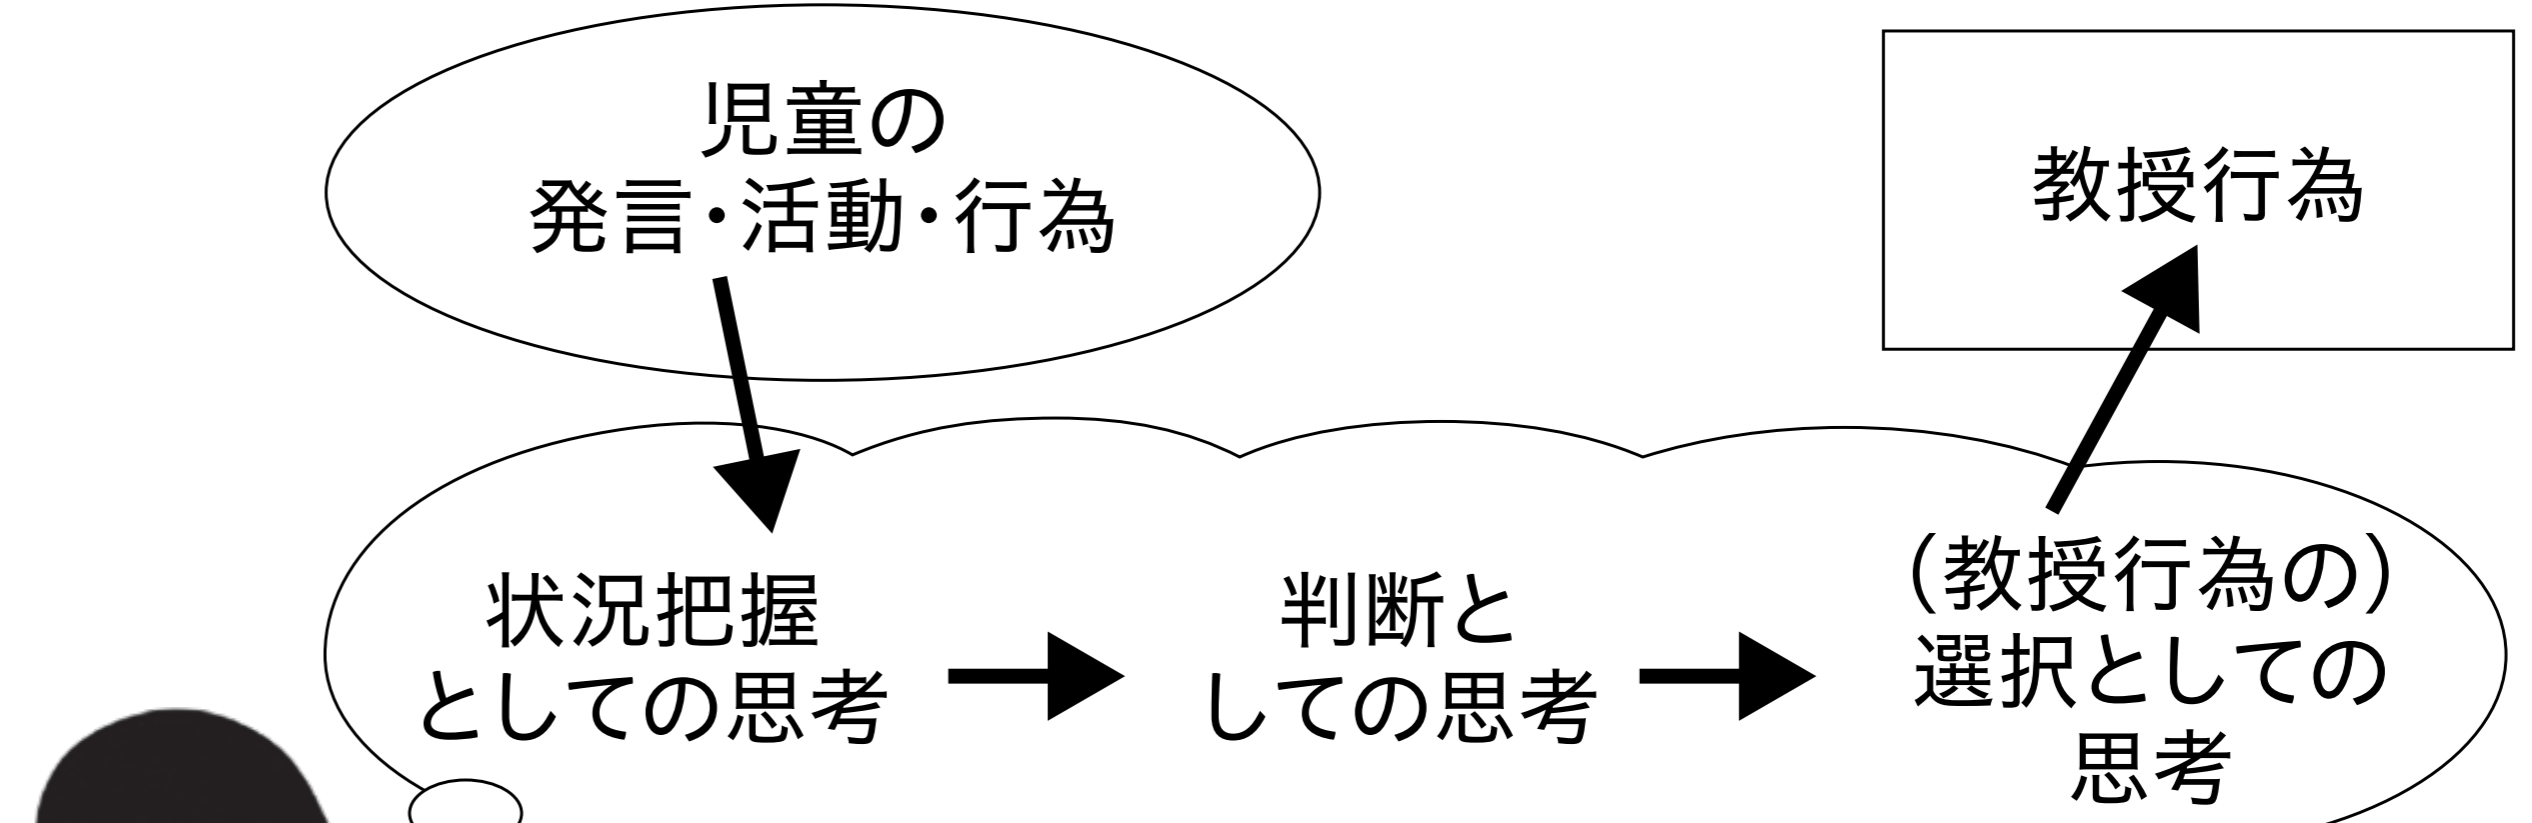 児童の
発言・活動・行為
教授行為
状況把握
としての思考
判断と
しての思考
（教授行為の）
選択としての
思考